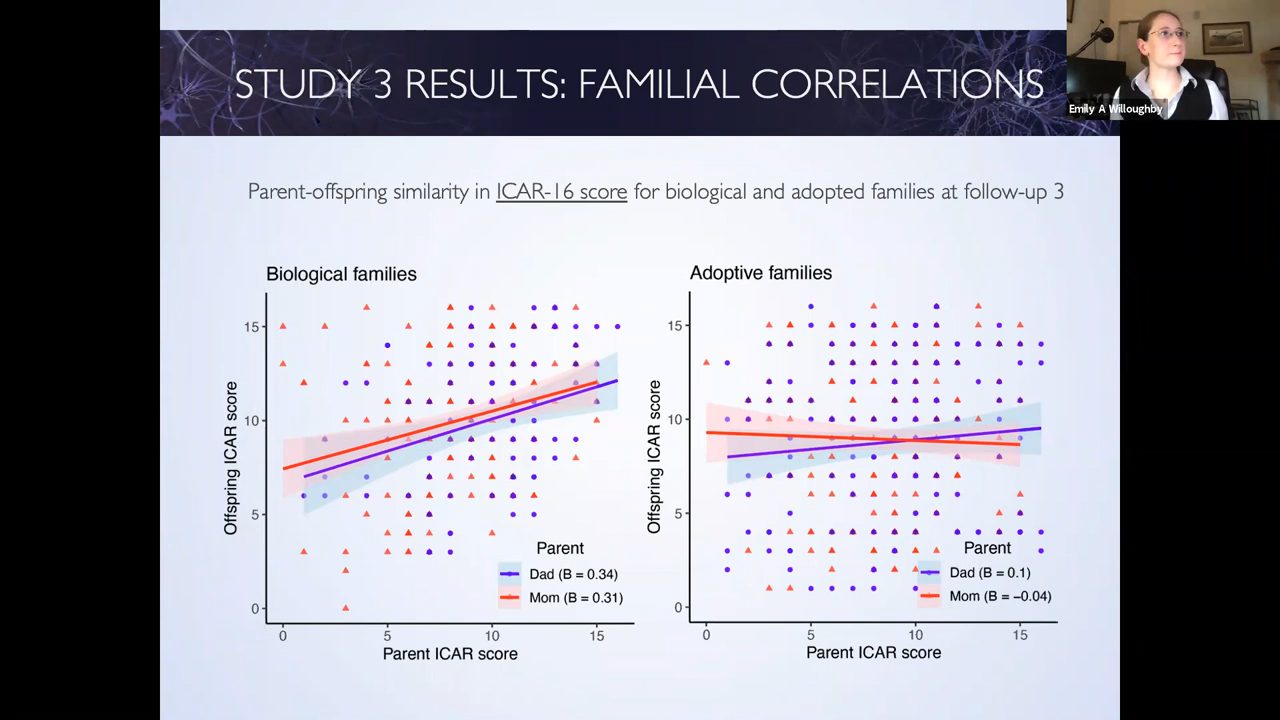 STUDY 3 RESULTS: FAMILIAL CORRELATIONS
Emily A Willoughby
Parent-offspring similarity in ICAR-16 score for biological and adopted families at follow-up 3
Biological families
Offspring ICAR score
15
10
5
0
0
5
10
15
Parent ICAR score
Parent
Dad (B = 0.34)
Mom (B = 0.31)
Adoptive families
Offspring ICAR score
15
10
5
0
0
5
10
15
Parent ICAR score
Parent
Dad (B = 0.1)
Mom (B = −0.04)